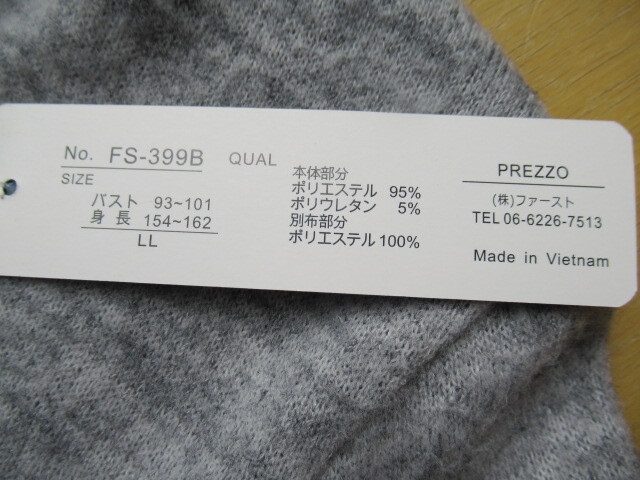 No. FS-399B
SIZE
バスト 93~101
身長 154~162
LL
QUAL
本体部分
ポリエステル 95%
ポリウレタン 5%
別布部分
ポリエステル 100%
PREZZO
(株)ファースト
TEL 06-6226-7513
Made in Vietnam